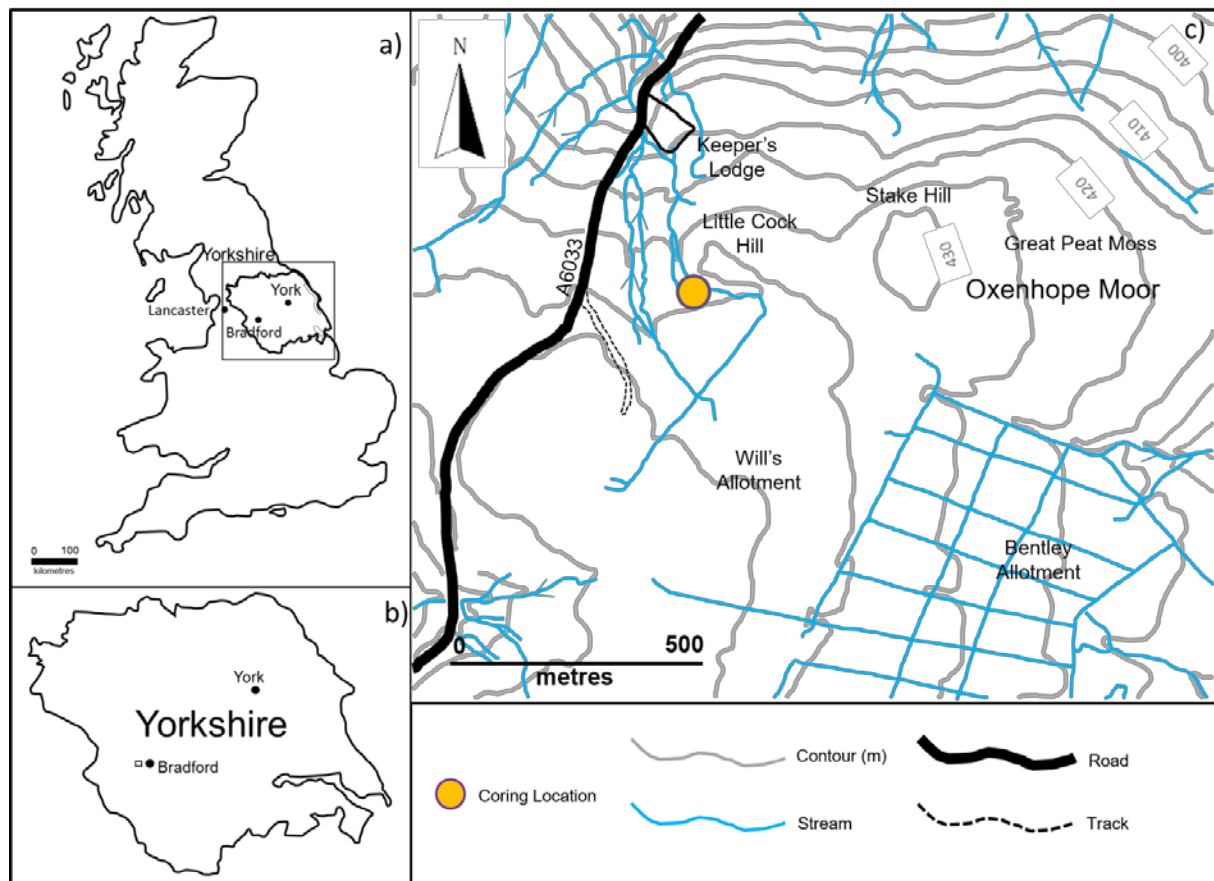 a)
Yorkshire
York
Lancaster
Bradford
0 100
kilometres
b)
York
Yorkshire
Bradford
c)
N
A6033
Keeper's
Lodge
Little Cock
Hill
Stake Hill
Great Peat Moss
Oxenhope Moor
400
410
420
430
Will's
Allotment
Bentley
Allotment
0 500
metres
Coring Location
Contour (m)
Stream
Road
Track